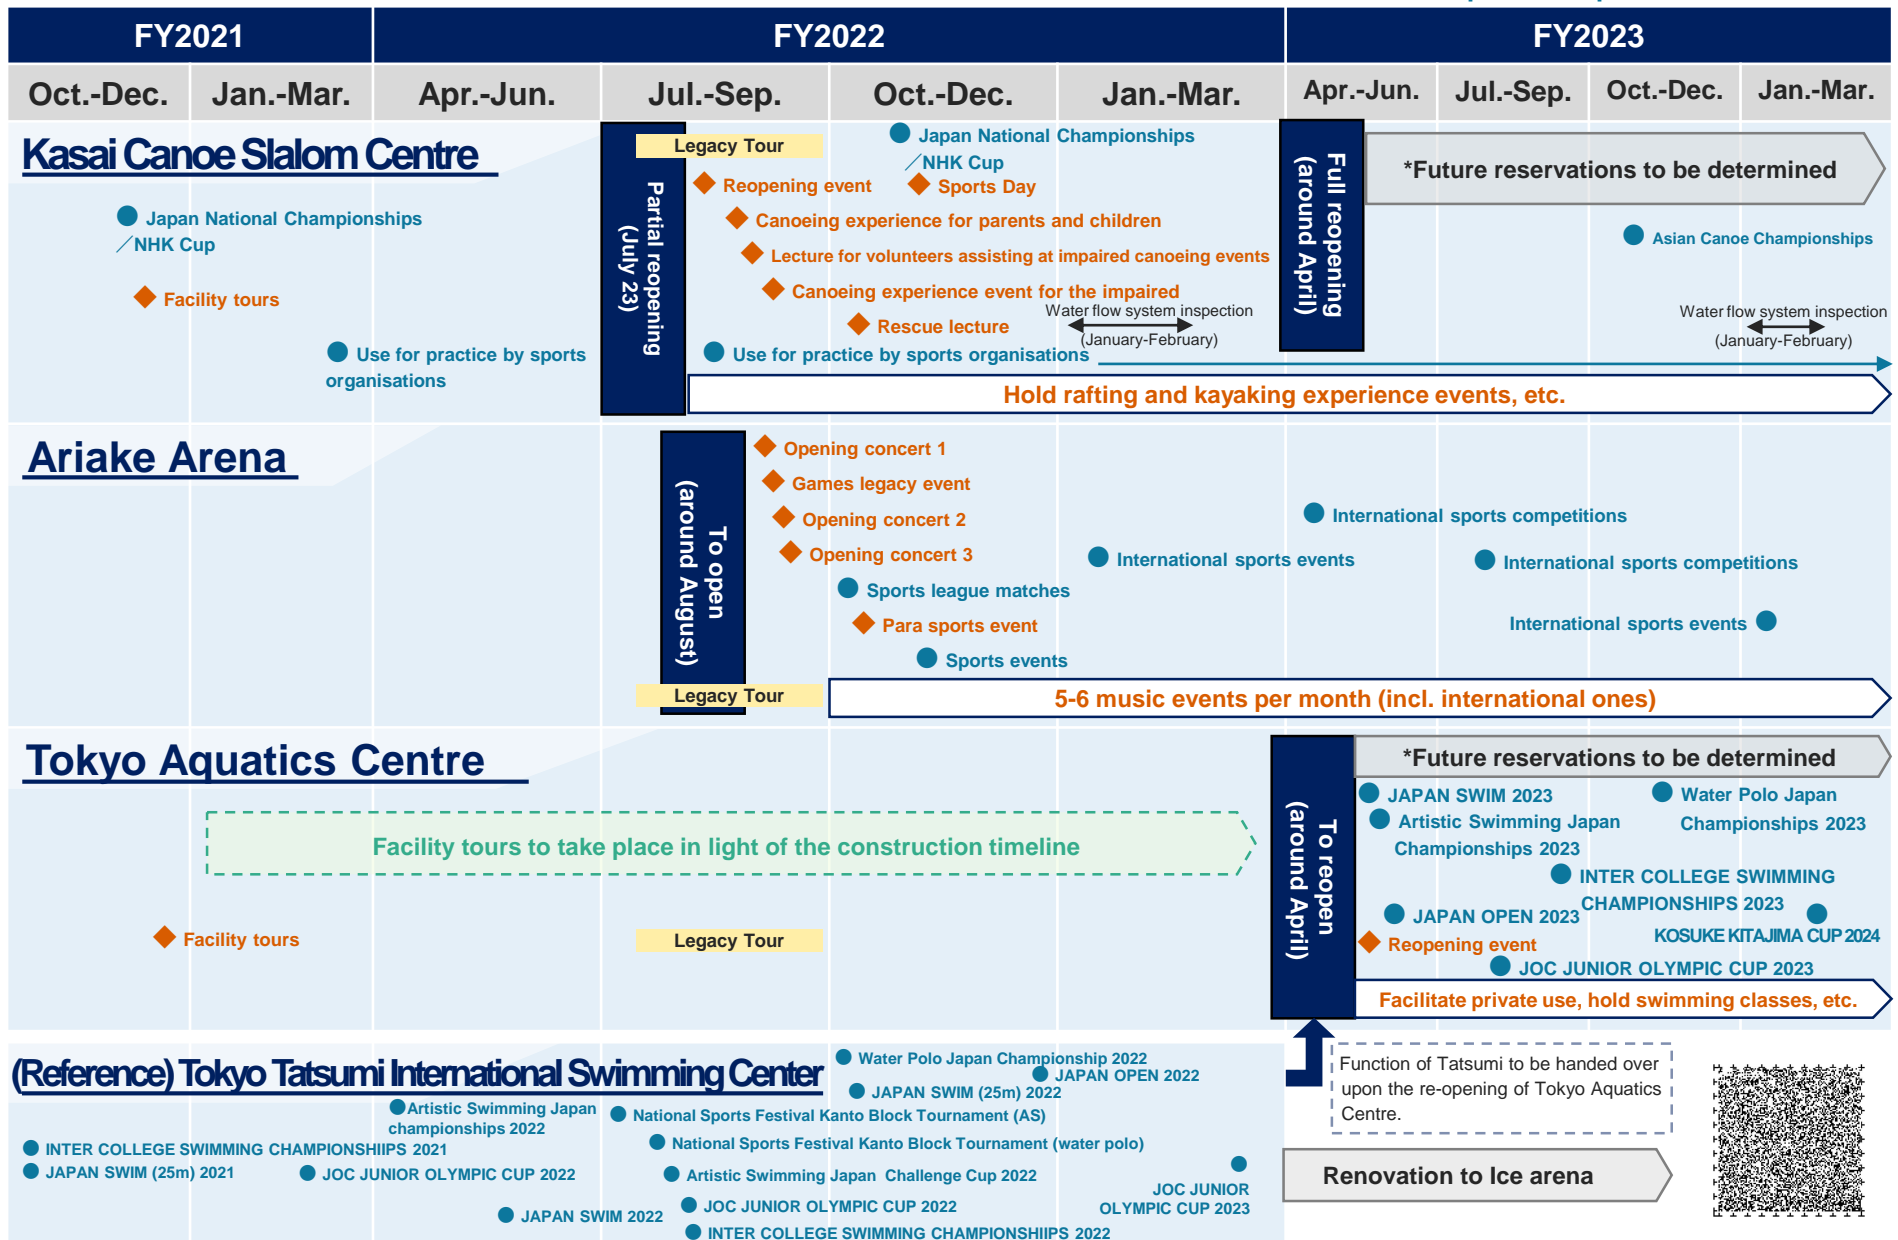 FY2021
FY2022
FY2023
Oct.-Dec.
Jan.-Mar.
Apr.-Jun.
Jul.-Sep.
Oct.-Dec.
Jan.-Mar.
Apr.-Jun.
Jul.-Sep.
Oct.-Dec.
Jan.-Mar.
Kasai Canoe Slalom Centre
Japan National Championships
／NHK Cup
Facility tours
Use for practice by sports
organisations
Partial reopening
(July 23)
Legacy Tour
Reopening event
Japan National Championships
／NHK Cup
Sports Day
Canoeing experience for parents and children
Lecture for volunteers assisting at impaired canoeing events
Canoeing experience event for the impaired
Rescue lecture
Water flow system inspection
(January-February)
Use for practice by sports organisations
Hold rafting and kayaking experience events, etc.
Full reopening
(around April)
*Future reservations to be determined
Asian Canoe Championships
Water flow system inspection
(January-February)
Ariake Arena
To open
(around August)
Opening concert 1
Games legacy event
Opening concert 2
Opening concert 3
Sports league matches
Para sports event
Sports events
Legacy Tour
International sports events
International sports competitions
International sports competitions
International sports events
5-6 music events per month (incl. international ones)
Tokyo Aquatics Centre
Facility tours to take place in light of the construction timeline
Facility tours
Legacy Tour
To reopen
(around April)
*Future reservations to be determined
JAPAN SWIM 2023
Artistic Swimming Japan
Championships 2023
Water Polo Japan
Championships 2023
INTER COLLEGE SWIMMING
CHAMPIONSHIPS 2023
JAPAN OPEN 2023
KOSUKE KITAJIMA CUP 2024
Reopening event
JOC JUNIOR OLYMPIC CUP 2023
Facilitate private use, hold swimming classes, etc.
(Reference) Tokyo Tatsumi International Swimming Center
INTER COLLEGE SWIMMING CHAMPIONSHIIPS 2021
JAPAN SWIM (25m) 2021
JOC JUNIOR OLYMPIC CUP 2022
Artistic Swimming Japan
championships 2022
JAPAN SWIM 2022
Water Polo Japan Championship 2022
JAPAN OPEN 2022
JAPAN SWIM (25m) 2022
National Sports Festival Kanto Block Tournament (AS)
National Sports Festival Kanto Block Tournament (water polo)
Artistic Swimming Japan Challenge Cup 2022
JOC JUNIOR OLYMPIC CUP 2022
INTER COLLEGE SWIMMING CHAMPIONSHIIPS 2022
JOC JUNIOR
OLYMPIC CUP 2023
Function of Tatsumi to be handed over
upon the re-opening of Tokyo Aquatics
Centre.
Renovation to Ice arena